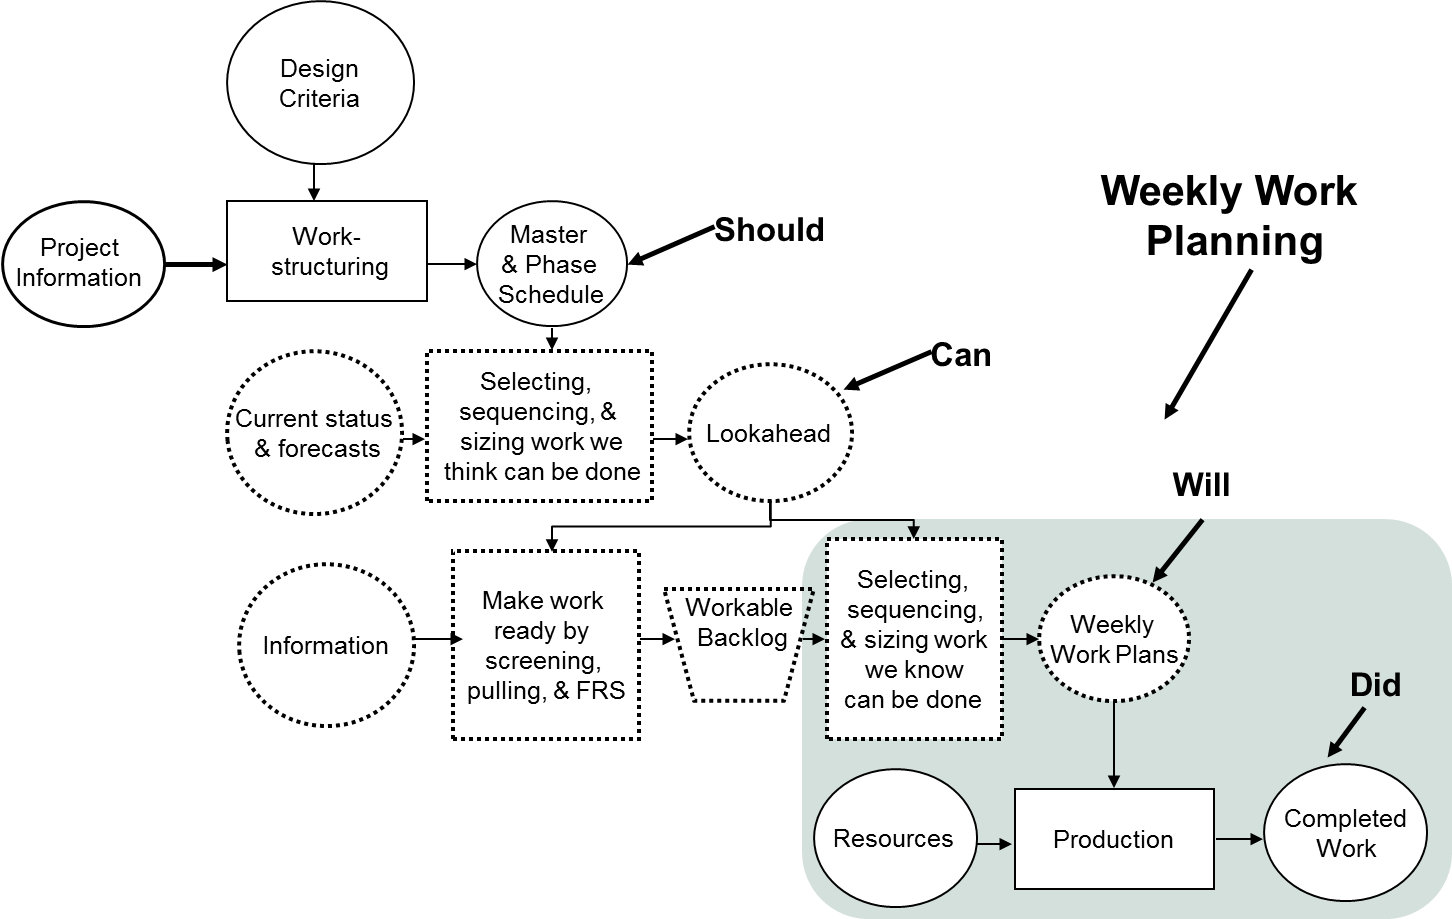 Design
Criteria
Weekly Work
Planning
Project
Information
Work-
structuring
Master
& Phase
Schedule
Should
Can
Current status
& forecasts
Selecting,
sequencing, &
sizing work we
think can be done
Lookahead
Will
Information
Make work
ready by
screening,
pulling, & FRS
Workable
Backlog
Selecting,
sequencing,
& sizing work
we know
can be done
Weekly
Work Plans
Did
Resources
Production
Completed
Work